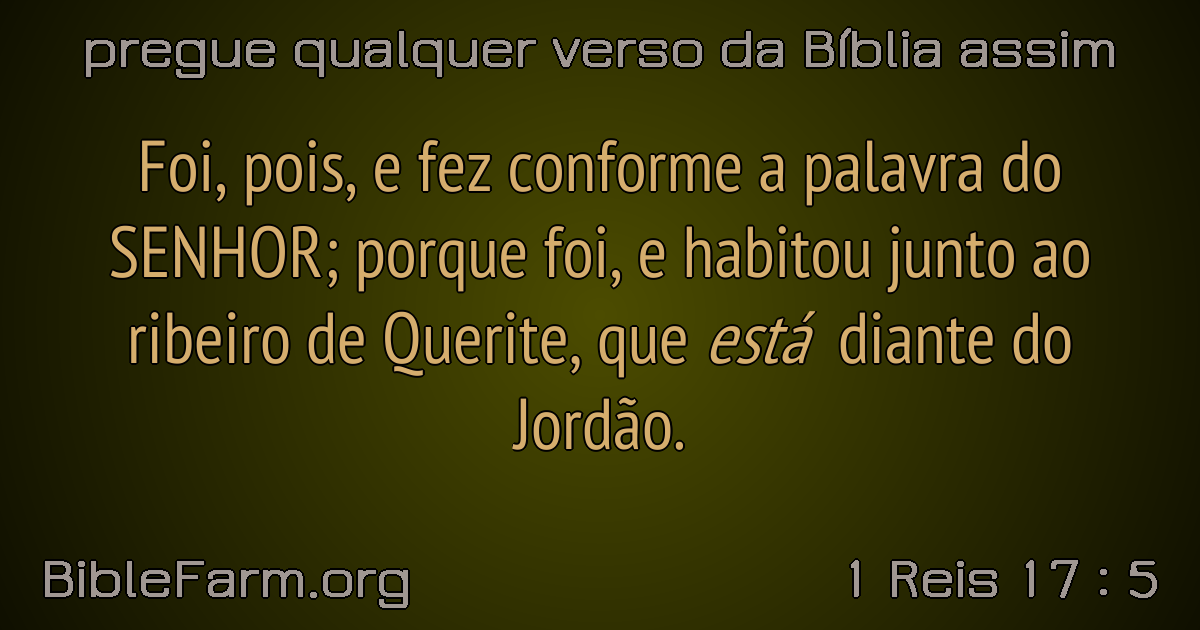 pregue qualquer verso da Bíblia assim
Foi, pois, e fez conforme a palavra do
SENHOR; porque foi, e habitou junto ao
ribeiro de Querite, que está diante do
Jordão.
BibleFarm.org
1 Reis 17 : 5